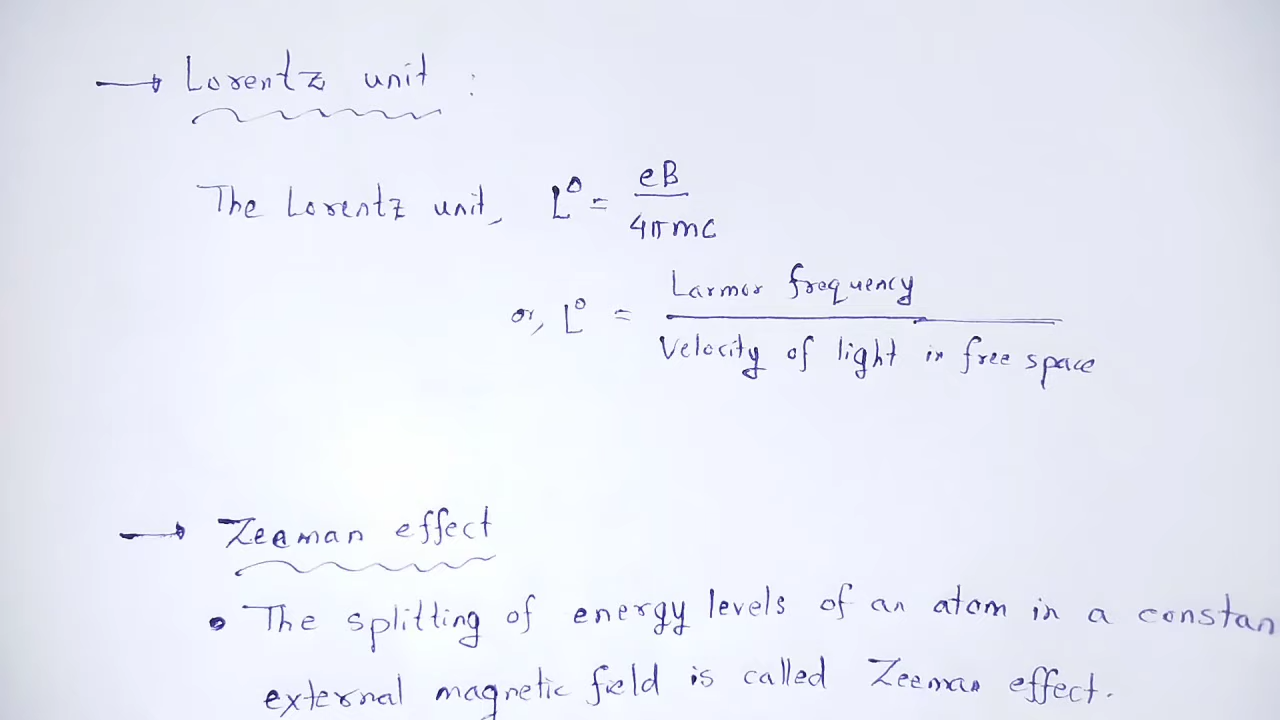 → Lorentz unit :
The Lorentz unit, L° = eB / 4πmc
or, L° = Larmor frequency / Velocity of light in free space
→ Zeeman effect
• The splitting of energy levels of an atom in a constan
external magnetic field is called Zeeman effect.